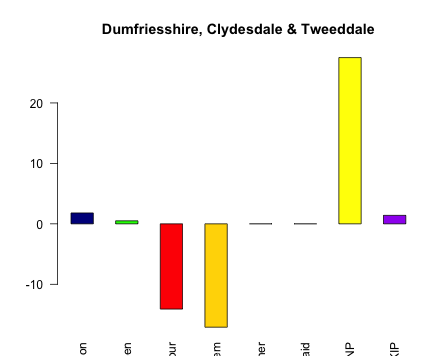 Dumfriesshire, Clydesdale & Tweeddale
20
10
0
-10
on
en
our
em
ner
aid
NP
KIP